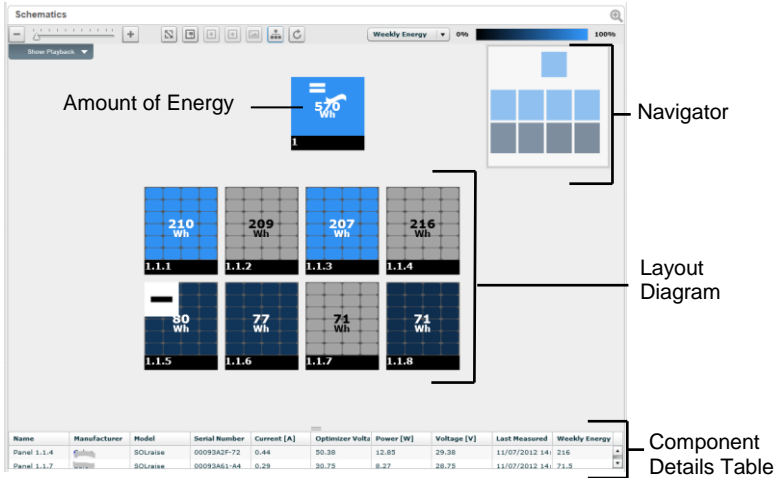 Schematics
Weekly Energy
0%
100%
Show Playback
Amount of Energy
570
Wh
1
Navigator
210
Wh
1.1.1
209
Wh
1.1.2
207
Wh
1.1.3
216
Wh
1.1.4
80
Wh
1.1.5
77
Wh
1.1.6
71
Wh
1.1.7
71
Wh
1.1.8
Layout
Diagram
Name Manufacturer Model Serial Number Current [A] Optimizer Volta Power [W] Voltage [V] Last Measured Weekly Energy
Panel 1.1.4 SOLraise 00093A2F-72 0.44 50.38 12.85 29.38 11/07/2012 14: 216
Panel 1.1.7 SOLraise 00093A61-A4 0.29 30.75 8.27 28.75 11/07/2012 14: 71.5
Component
Details Table